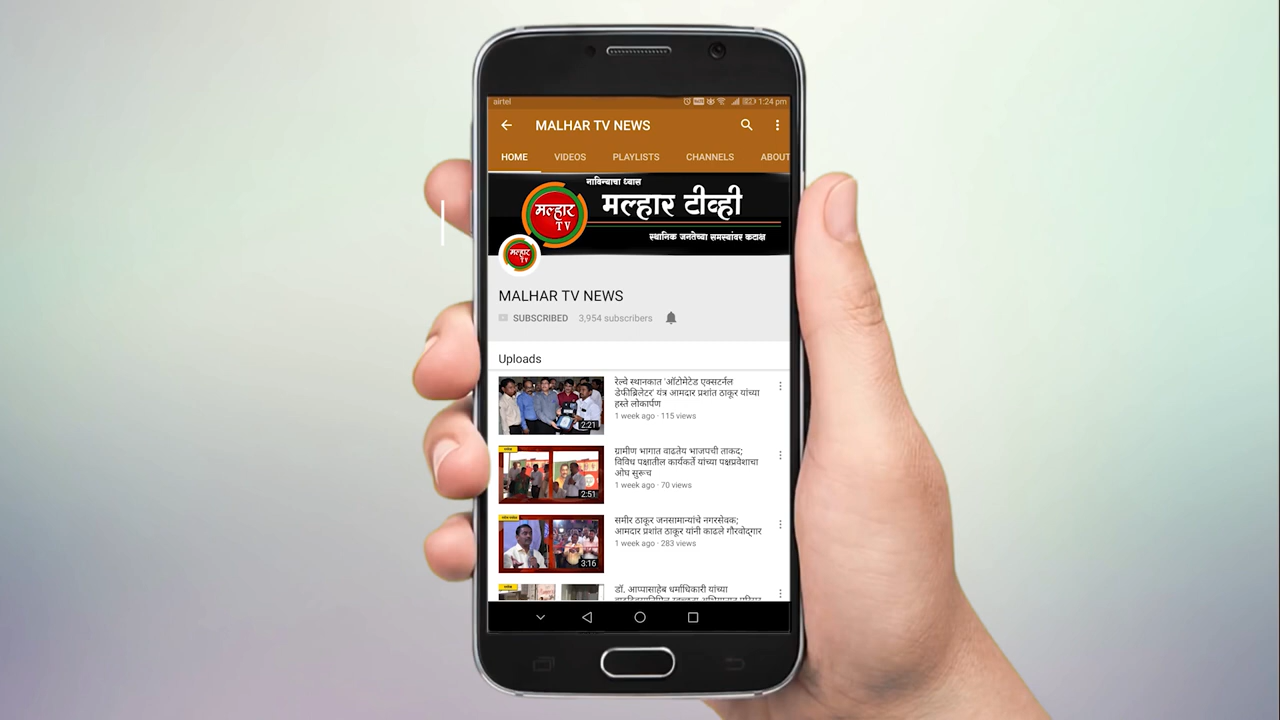 airtel 1:24 pm
MALHAR TV NEWS
HOME VIDEOS PLAYLISTS CHANNELS ABOUT
नाविन्याचा ध्यास
मल्हार टीव्ही
मल्हार
TV
स्थानिक जनतेच्या समस्यांवर कटाक्ष
मल्हार
TV
MALHAR TV NEWS
SUBSCRIBED 3,954 subscribers
Uploads
रेल्वे स्थानकात 'ऑटोमेटेड एक्सटर्नल
डेफीब्रिलेटर' यंत्र आमदार प्रशांत ठाकूर यांच्या
हस्ते लोकार्पण
1 week ago · 115 views
2:21
ग्रामीण भागात वाढतेय भाजपची ताकद;
विविध पक्षातील कार्यकर्ते यांच्या पक्षप्रवेशाचा
ओघ सुरूच
1 week ago · 70 views
2:51
समीर ठाकूर जनसामान्यांचे नगरसेवक;
आमदार प्रशांत ठाकूर यांनी काढले गौरवोद्गार
1 week ago · 283 views
3:16
डॉ. आप्पासाहेब धर्माधिकारी यांच्या